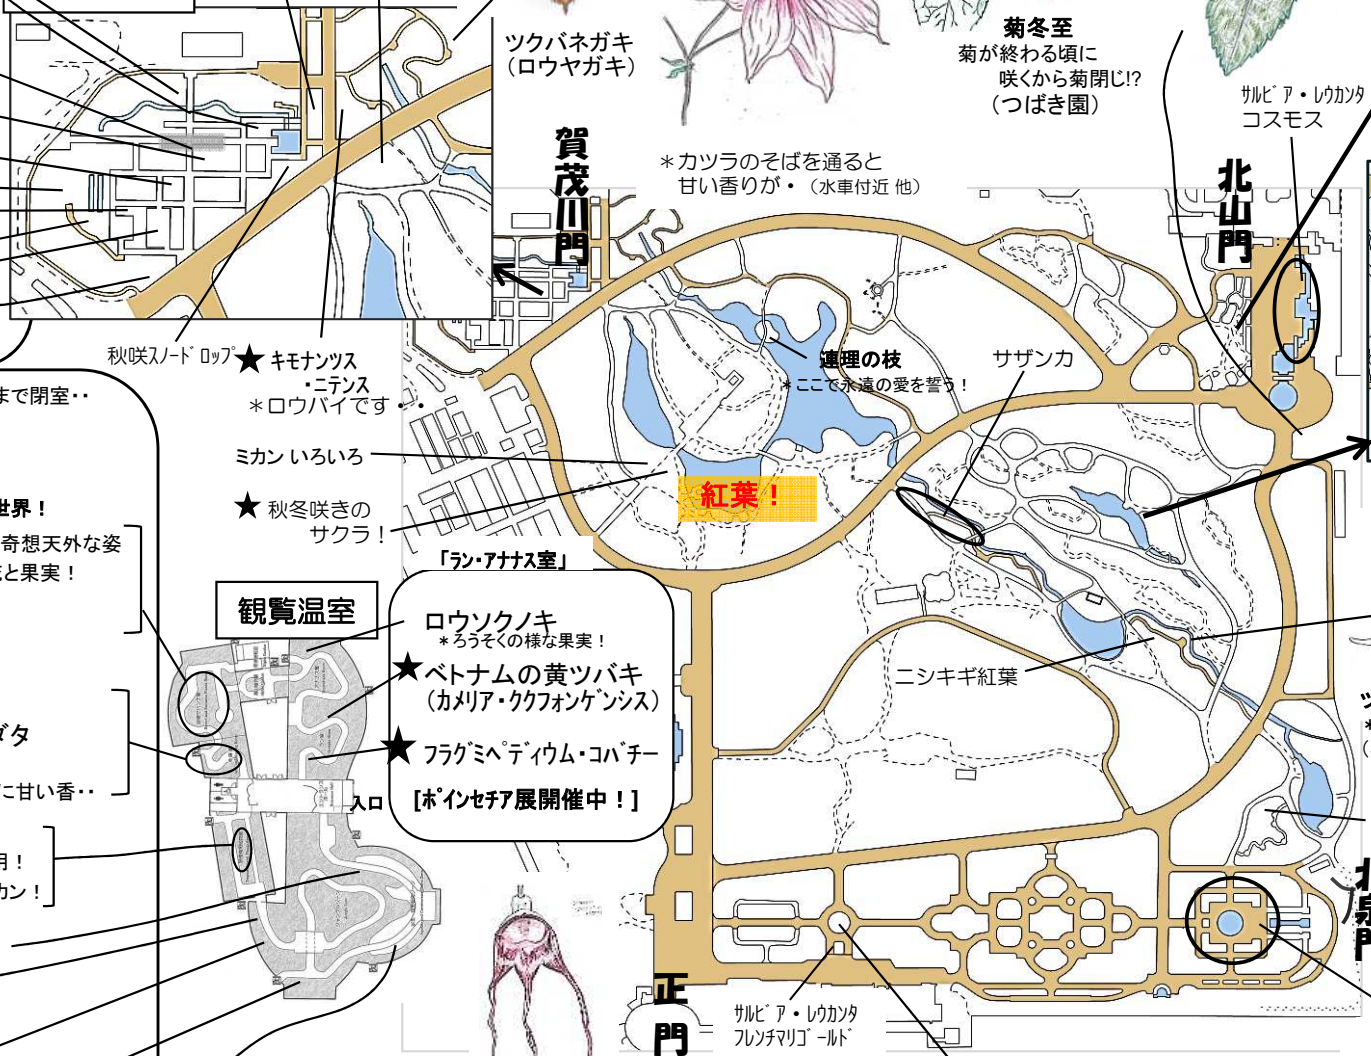 ツクバネガキ
(ロウヤガキ)
菊冬至
菊が終わる頃に
咲くから菊閉じ!?
(つばき園)
サルビア・レウカンタ
コスモス
賀茂川門
*カツラのそばを通ると
甘い香りが・(水車付近 他)
北山門
秋咲スノードロップ
★ キモナンツス
・ニテンス
*ロウバイです・・
連理の枝
*ここで永遠の愛を誓う!
サザンカ
まで閉室‥
ミカン いろいろ
★ 秋冬咲きの
サクラ!
紅葉!
世界!
奇想天外な姿
と果実!
「ラン・アナナス室」
観覧温室
ロウソクノキ
*ろうそくの様な果実!
★ベトナムの黄ツバキ
(カメリア・ククフォンゲンシス)
★フラグミペディウム・コバチー
[ポインセチア展開催中!]
入口
ニシキギ紅葉
ダタ
に甘い香‥
!
カン!
北泉門
正門
サルビア・レウカンタ
フレンチマリゴールド